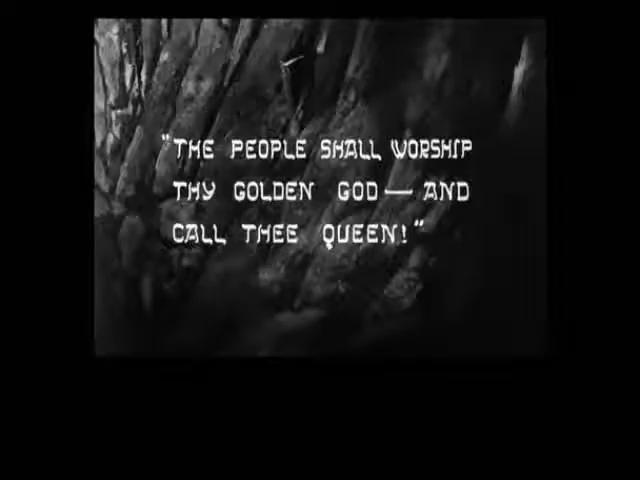 "THE PEOPLE SHALL WORSHIP
THY GOLDEN GOD — AND
CALL THEE QUEEN!"